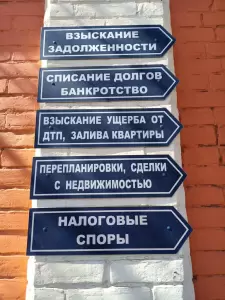 ВЗЫСКАНИЕ
ЗАДОЛЖЕННОСТИ
СПИСАНИЕ ДОЛГОВ
БАНКРОТСТВО
ВЗЫСКАНИЕ УЩЕРБА ОТ
ДТП, ЗАЛИВА КВАРТИРЫ
ПЕРЕПЛАНИРОВКИ, СДЕЛКИ
С НЕДВИЖИМОСТЬЮ
НАЛОГОВЫЕ
СПОРЫ